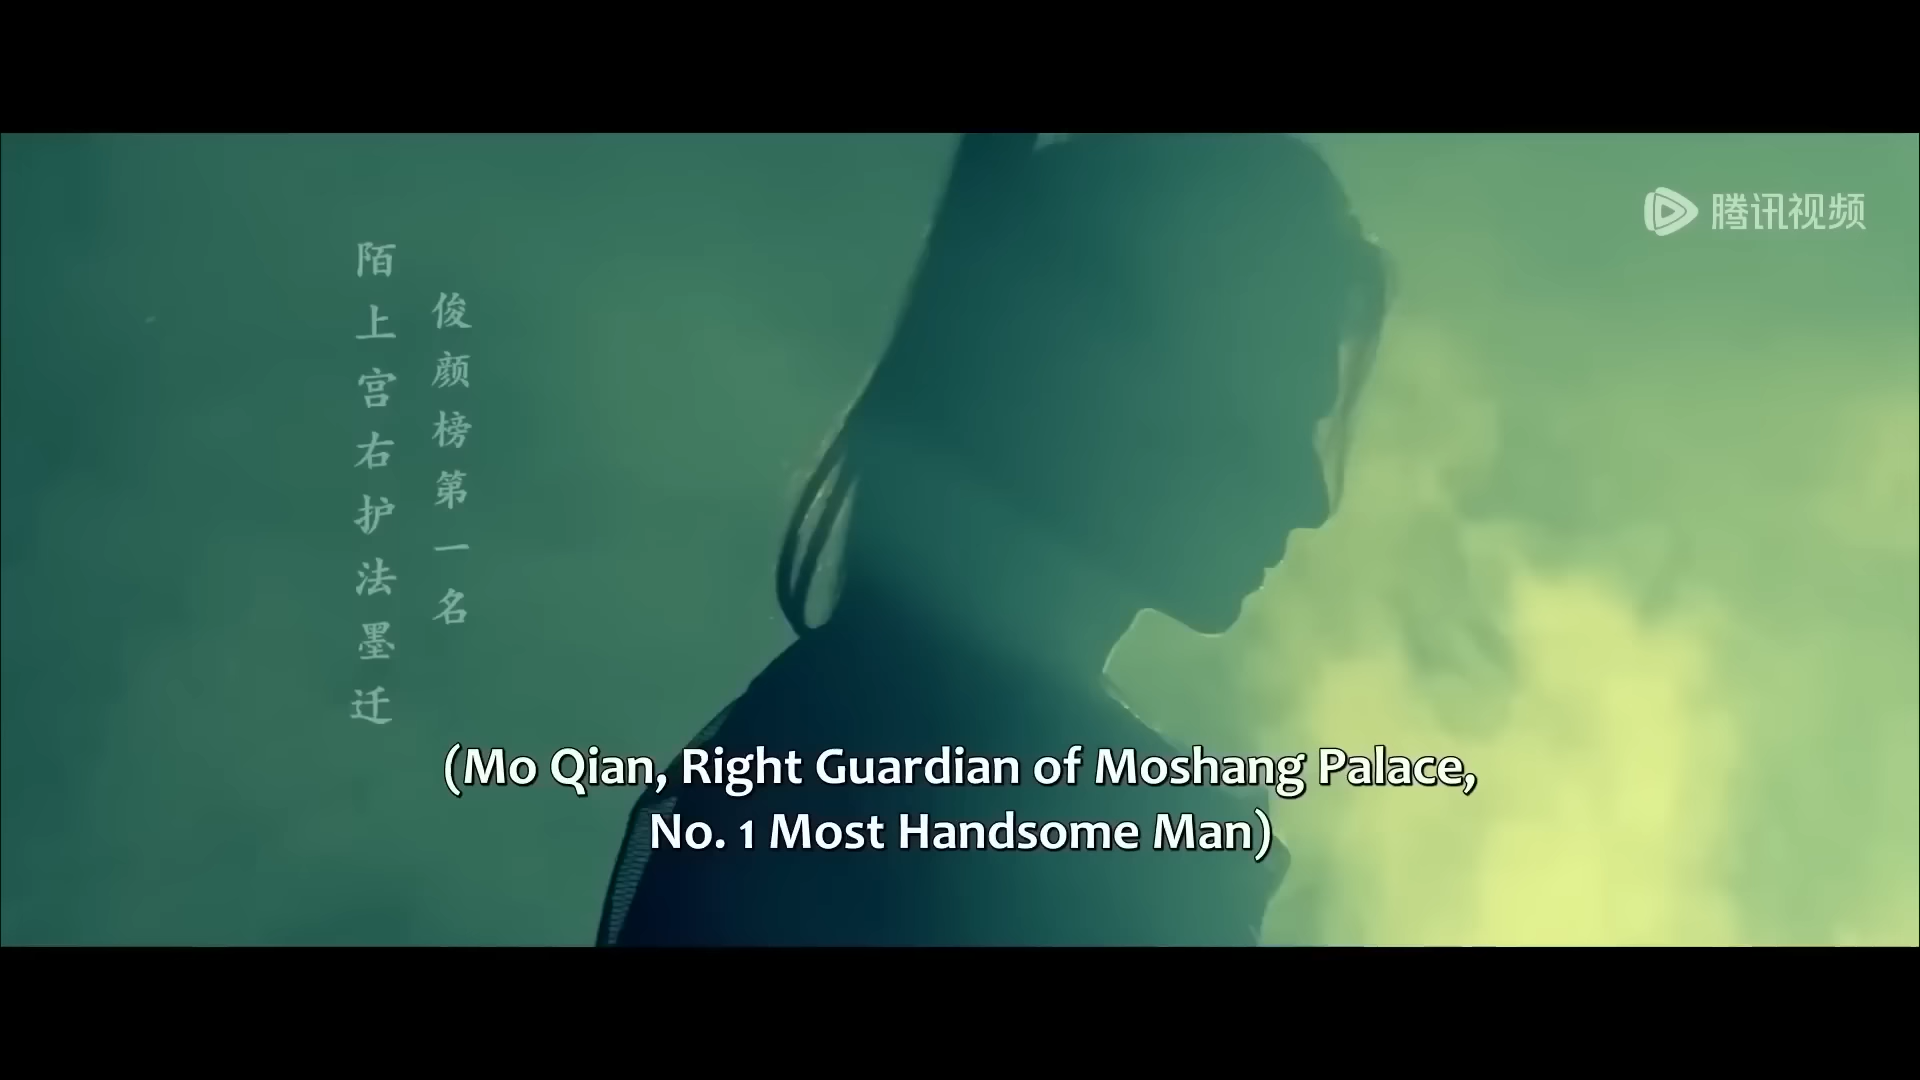 腾讯视频
俊颜榜第一名
陌上宫右护法墨迁
(Mo Qian, Right Guardian of Moshang Palace,
No. 1 Most Handsome Man)